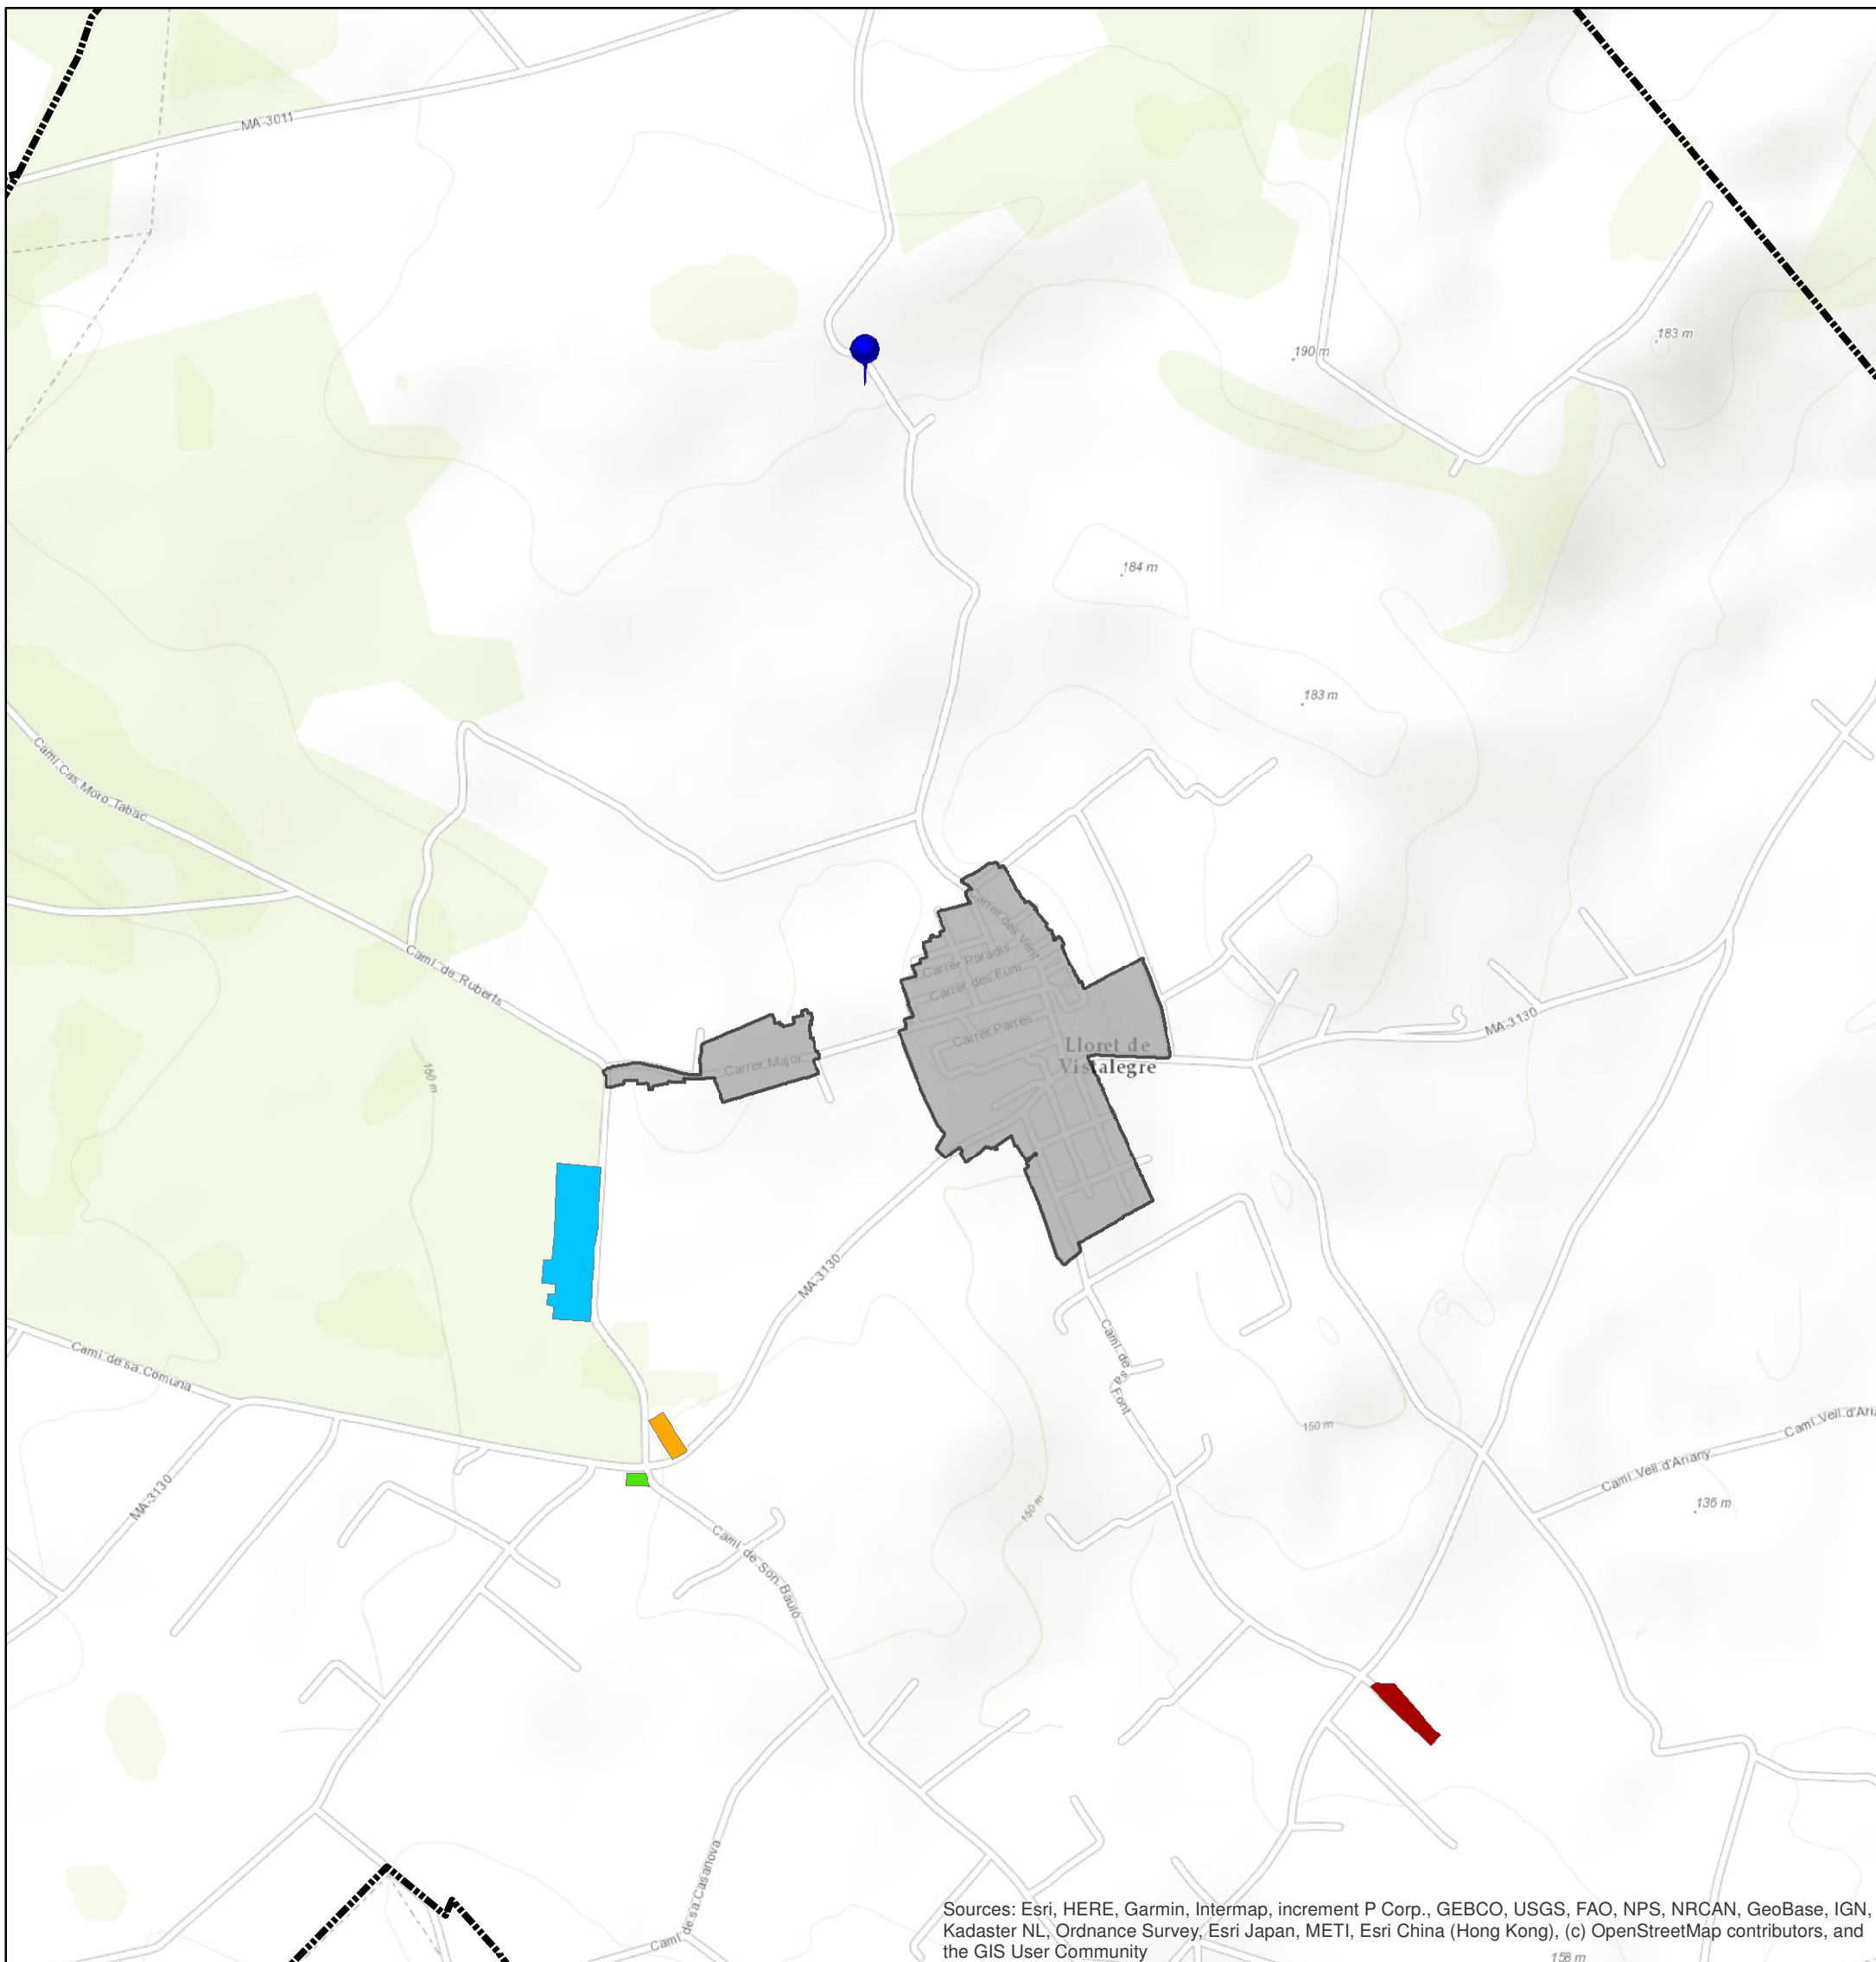 MA-3011
190 m
183 m
184 m
183 m
Camí Cas Moro Tabac
Carrer des Vent
Carrer Paradís
Camí de Ruberts
Carrer des Fum
MA-3130
Carrer Parres
Lloret de
Vistalegre
Carrer Major
150 m
MA-3130
Camí de sa Comuna
Camí de sa Font
150 m
Camí Vell d'Aria
Camí Vell d'Ariany
MA-3130
150 m
136 m
Camí de Son Bauló
Camí de sa Casanova
Sources: Esri, HERE, Garmin, Intermap, increment P Corp., GEBCO, USGS, FAO, NPS, NRCAN, GeoBase, IGN,
Kadaster NL, Ordnance Survey, Esri Japan, METI, Esri China (Hong Kong), (c) OpenStreetMap contributors, and
the GIS User Community
158 m